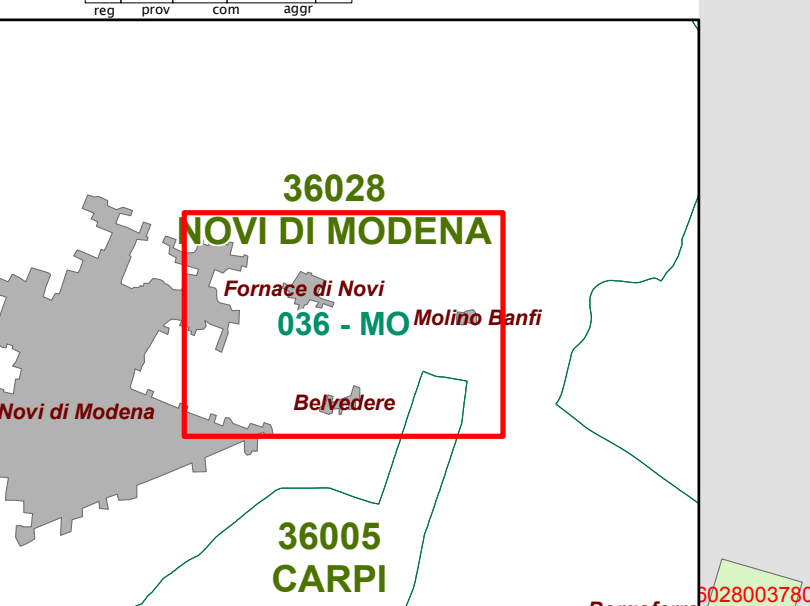 reg prov com aggr
36028
NOVI DI MODENA
Fornace di Novi
036 - MO
Molino Banfi
Belvedere
Novi di Modena
36005
CARPI